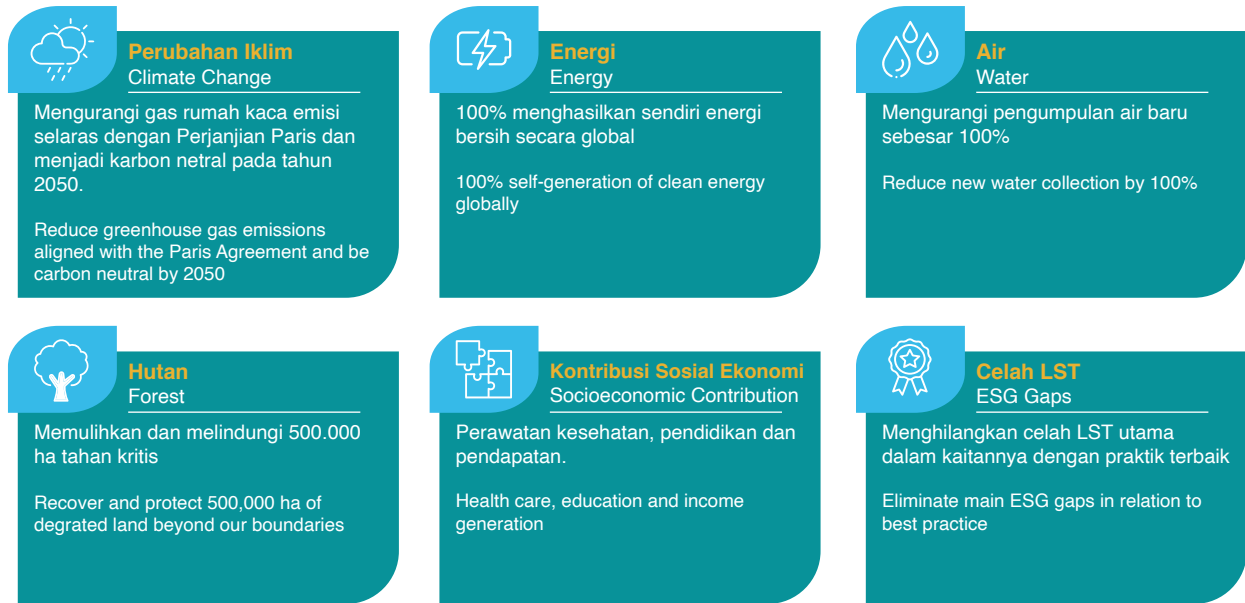 Perubahan Iklim
Climate Change
Mengurangi gas rumah kaca emisi
selaras dengan Perjanjian Paris dan
menjadi karbon netral pada tahun
2050.
Reduce greenhouse gas emissions
aligned with the Paris Agreement and be
carbon neutral by 2050
Energi
Energy
100% menghasilkan sendiri energi
bersih secara global
100% self-generation of clean energy
globally
Air
Water
Mengurangi pengumpulan air baru
sebesar 100%
Reduce new water collection by 100%
Hutan
Forest
Memulihkan dan melindungi 500.000
ha tahan kritis
Recover and protect 500,000 ha of
degrated land beyond our boundaries
Kontribusi Sosial Ekonomi
Socioeconomic Contribution
Perawatan kesehatan, pendidikan dan
pendapatan.
Health care, education and income
generation
Celah LST
ESG Gaps
Menghilangkan celah LST utama
dalam kaitannya dengan praktik terbaik
Eliminate main ESG gaps in relation to
best practice